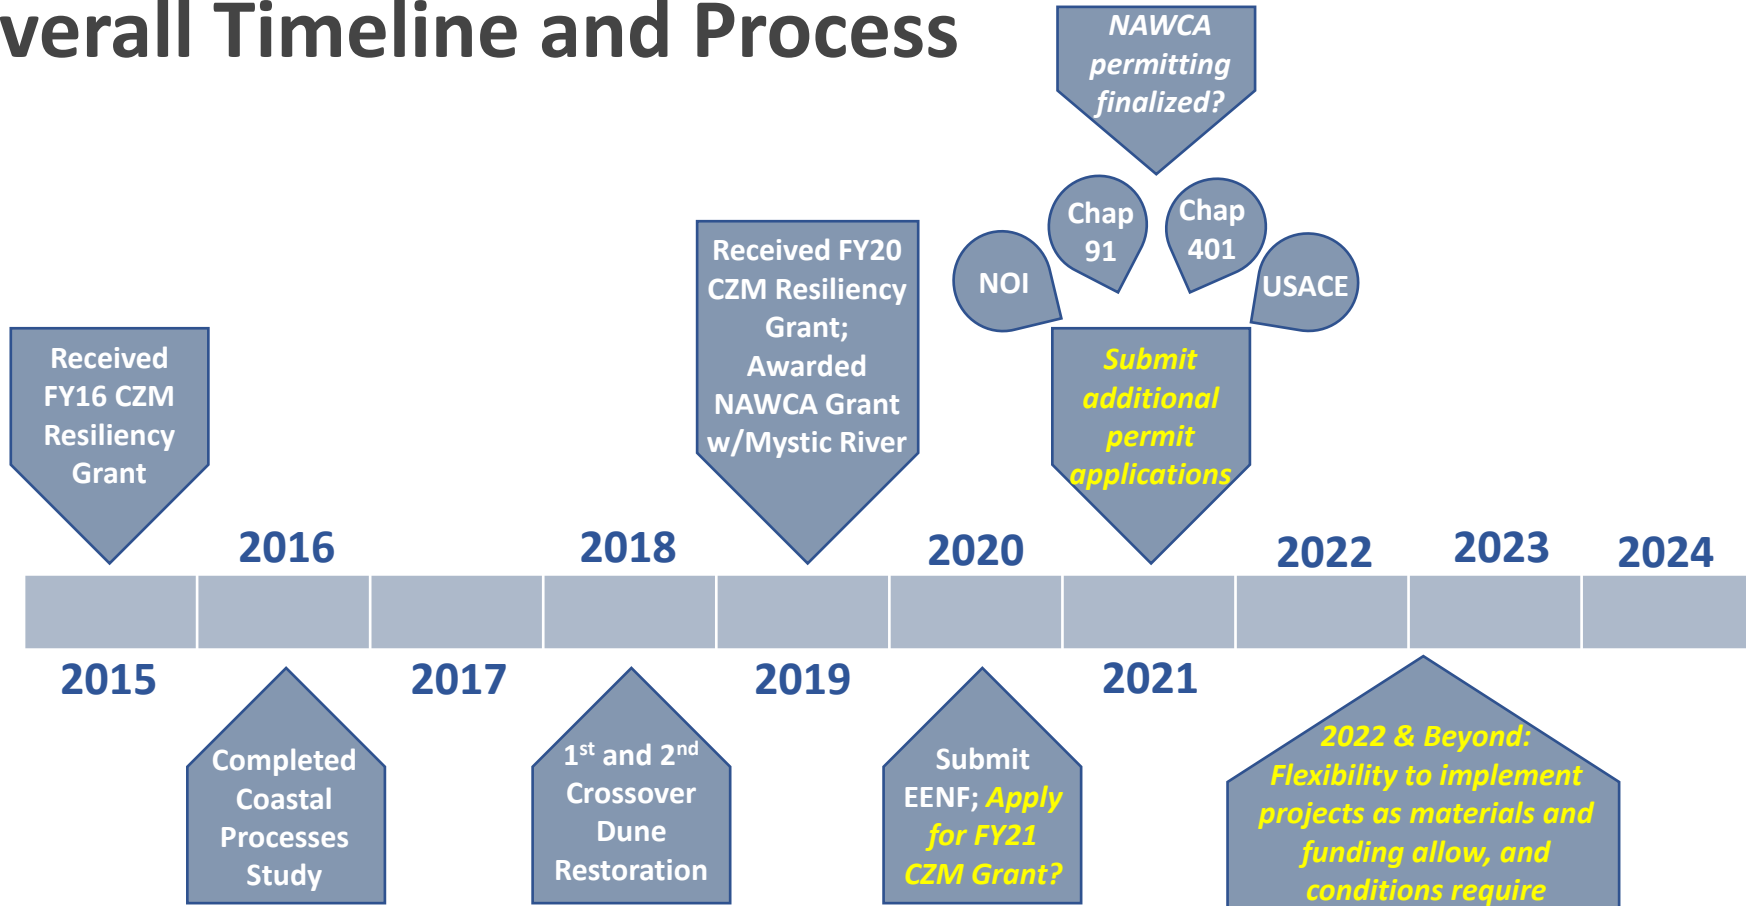 verall Timeline and Process
NAWCA
permitting
finalized?
Chap
91
Chap
401
NOI
USACE
Received FY20
CZM Resiliency
Grant;
Awarded
NAWCA Grant
w/Mystic River
Received
FY16 CZM
Resiliency
Grant
Submit
additional
permit
applications
2016
2018
2020
2022
2023
2024
2015
2017
2019
2021
Completed
Coastal
Processes
Study
1st and 2nd
Crossover
Dune
Restoration
Submit
EENF; Apply
for FY21
CZM Grant?
2022 & Beyond:
Flexibility to implement
projects as materials and
funding allow, and
conditions require